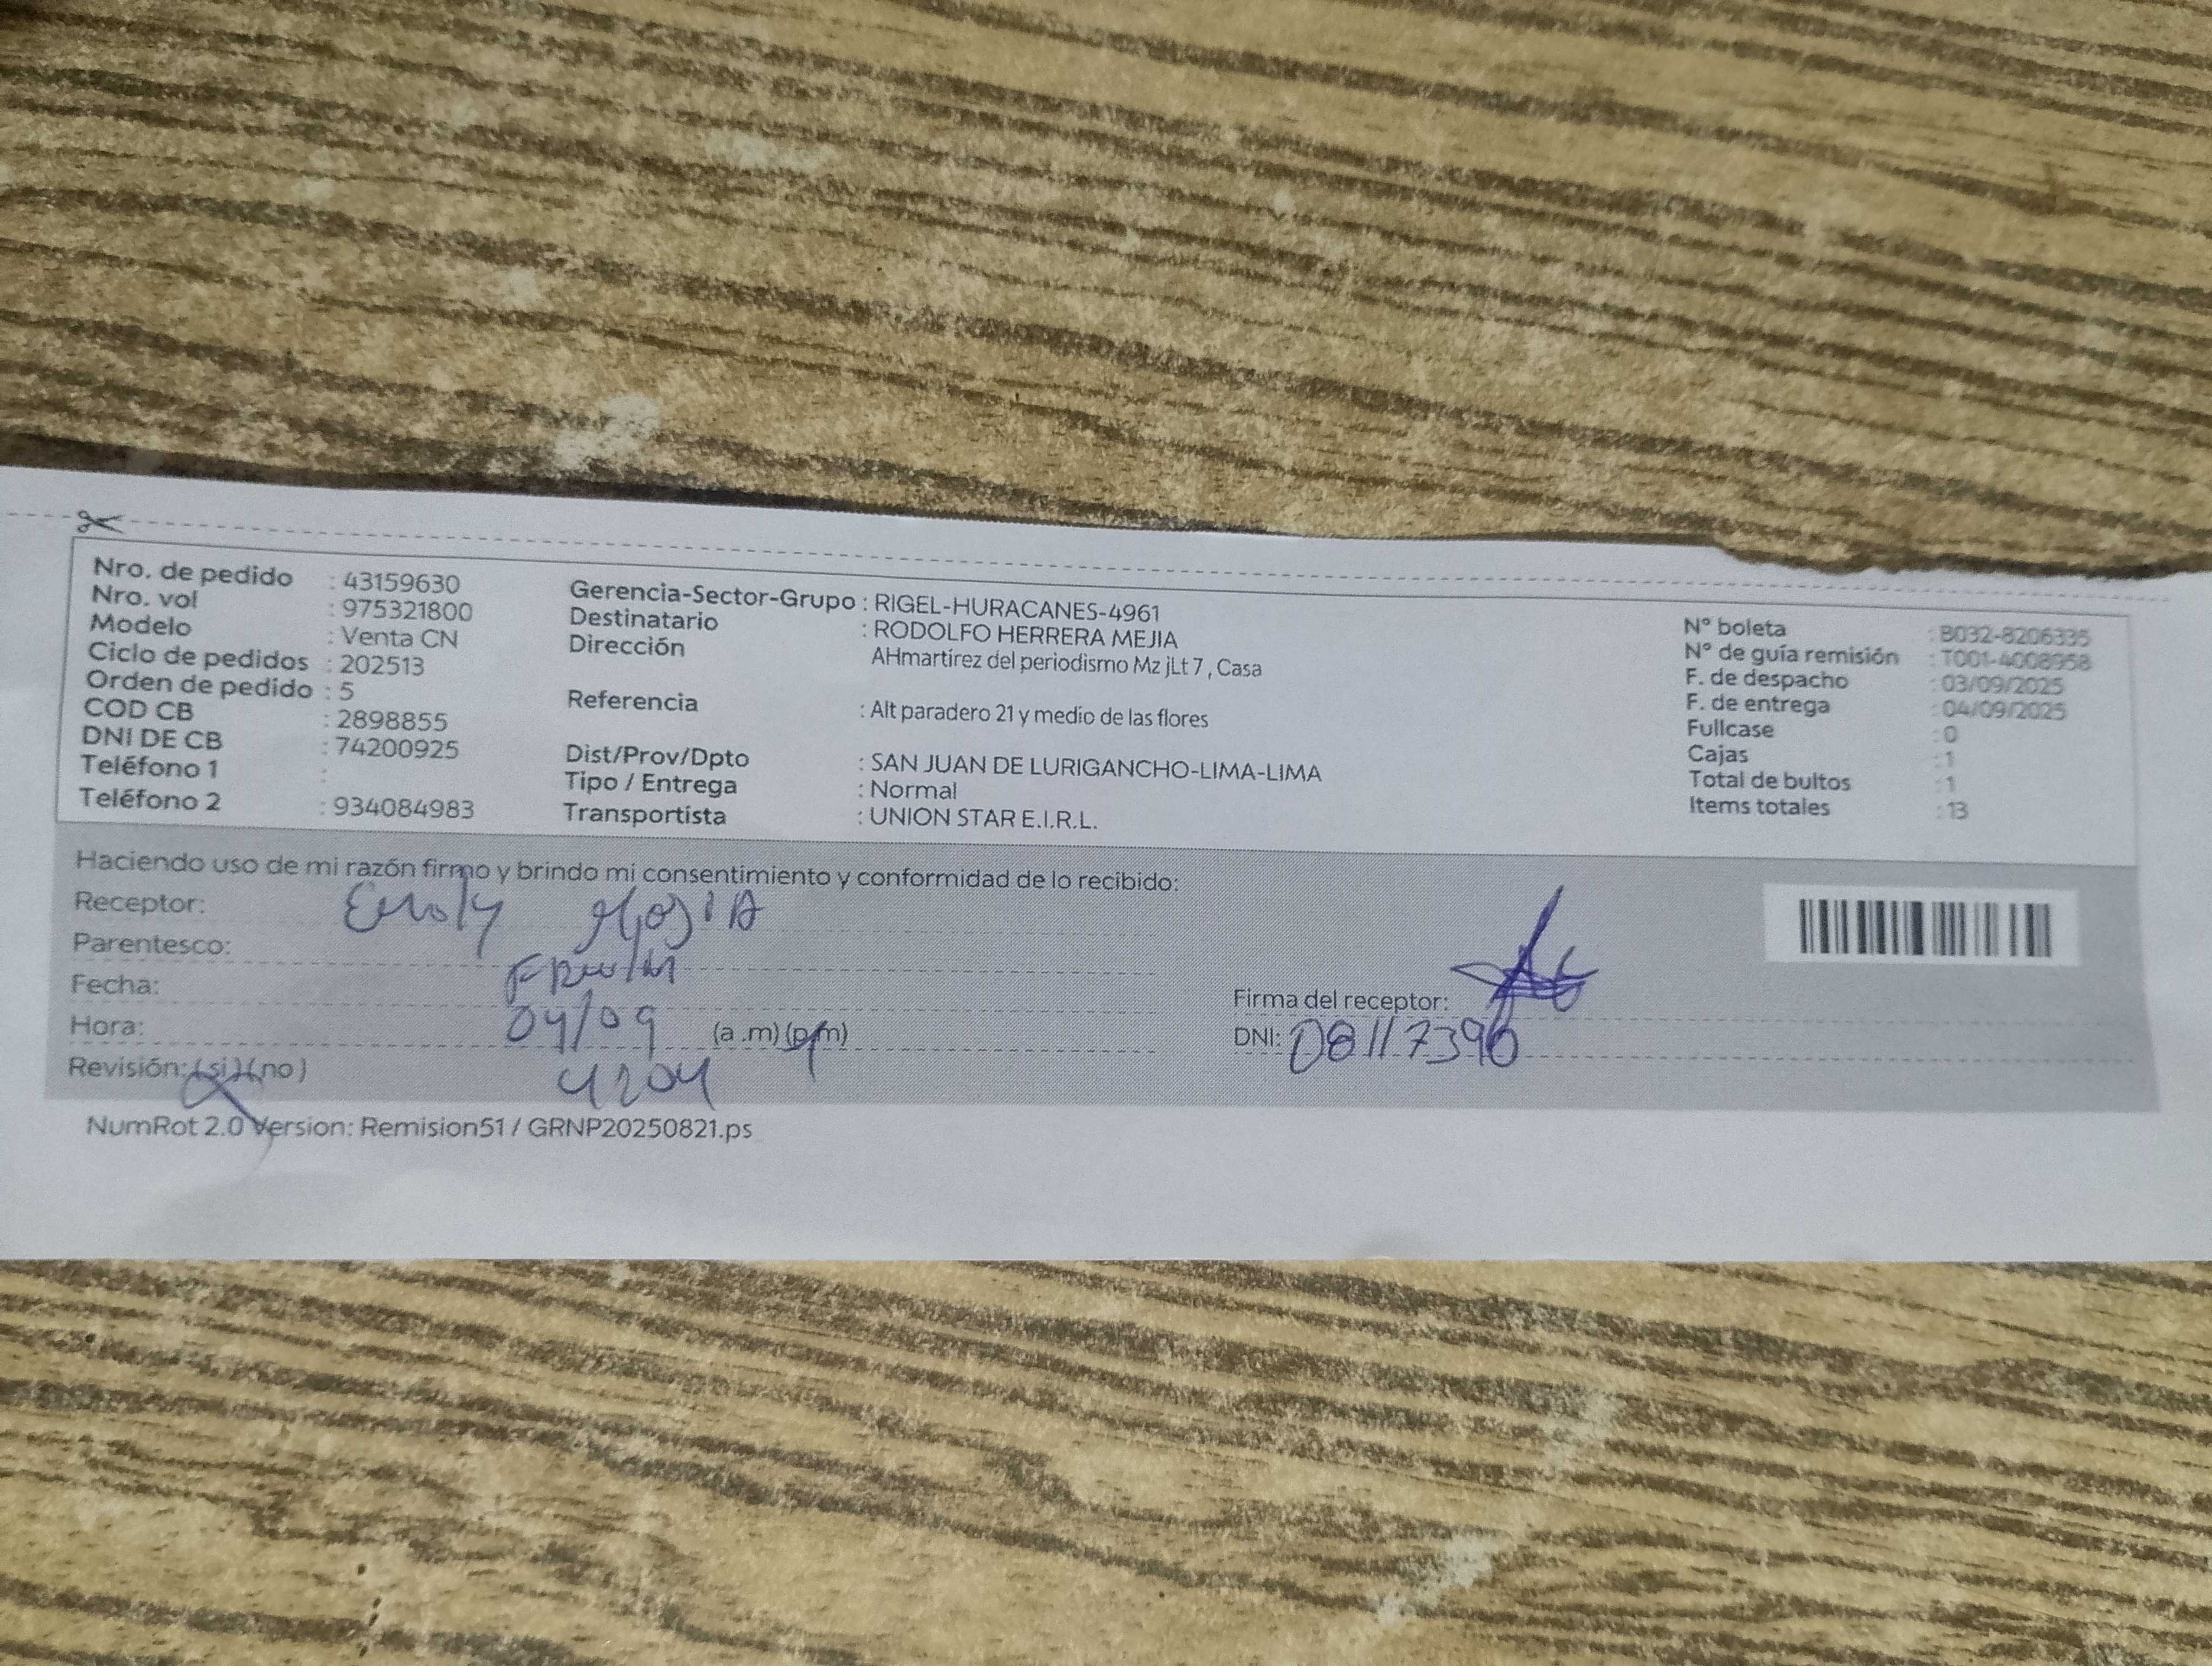 Nro. de pedido : 43159630
Nro. vol : 975321800
Modelo : Venta CN
Ciclo de pedidos : 202513
Orden de pedido : 5
COD CB : 2898855
DNI DE CB : 74200925
Teléfono 1 :
Teléfono 2 : 934084983
Gerencia-Sector-Grupo : RIGEL-HURACANES-4961
Destinatario : RODOLFO HERRERA MEJIA
Dirección AHmartírez del periodismo Mz jLt 7 , Casa
Referencia : Alt paradero 21 y medio de las flores
Dist/Prov/Dpto : SAN JUAN DE LURIGANCHO-LIMA-LIMA
Tipo / Entrega : Normal
Transportista : UNION STAR E.I.R.L.
N° boleta : B032-8206335
N° de guía remisión : T001-4008958
F. de despacho : 03/09/2025
F. de entrega : 04/09/2025
Fullcase : 0
Cajas : 1
Total de bultos : 1
Items totales : 13
Haciendo uso de mi razón firmo y brindo mi consentimiento y conformidad de lo recibido:
Receptor:
Parentesco:
Fecha: 04/09
Hora: (a .m) (p.m)
Revisión: (si) (no)
Firma del receptor:
DNI: 08117390
NumRot 2.0 Version: Remision51 / GRNP20250821.ps